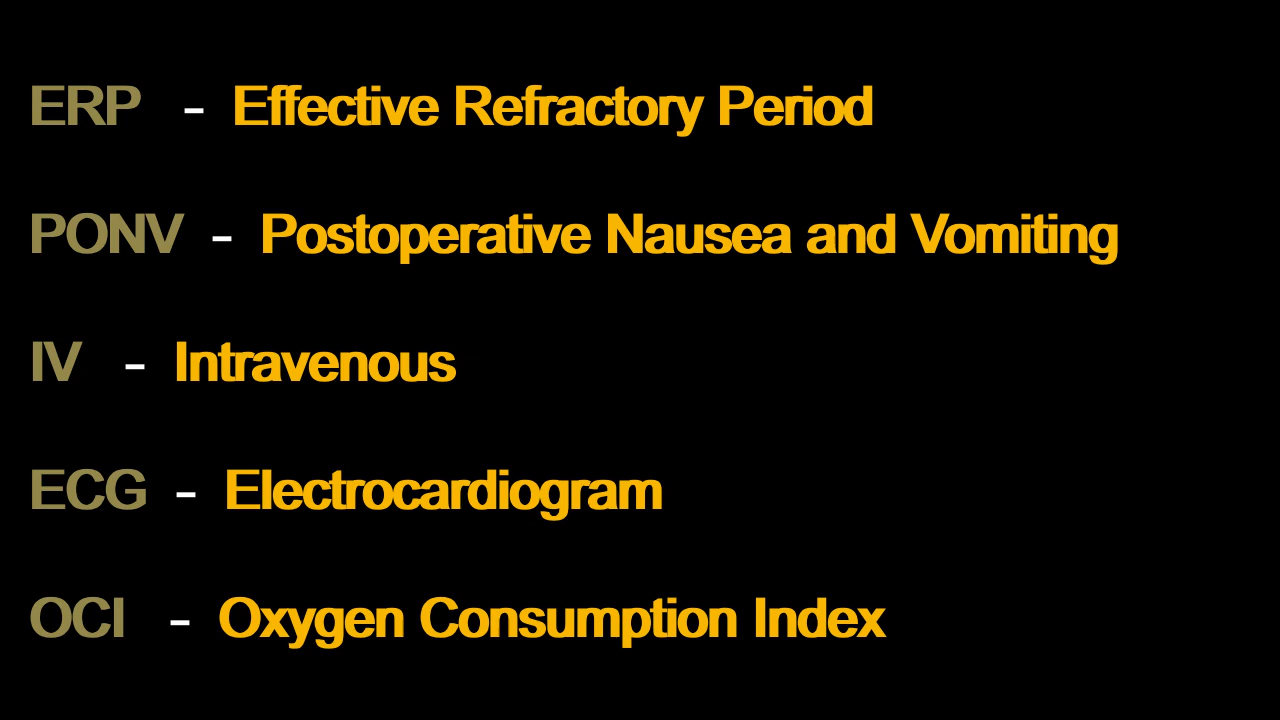 ERP - Effective Refractory Period
PONV - Postoperative Nausea and Vomiting
IV - Intravenous
ECG - Electrocardiogram
OCI - Oxygen Consumption Index